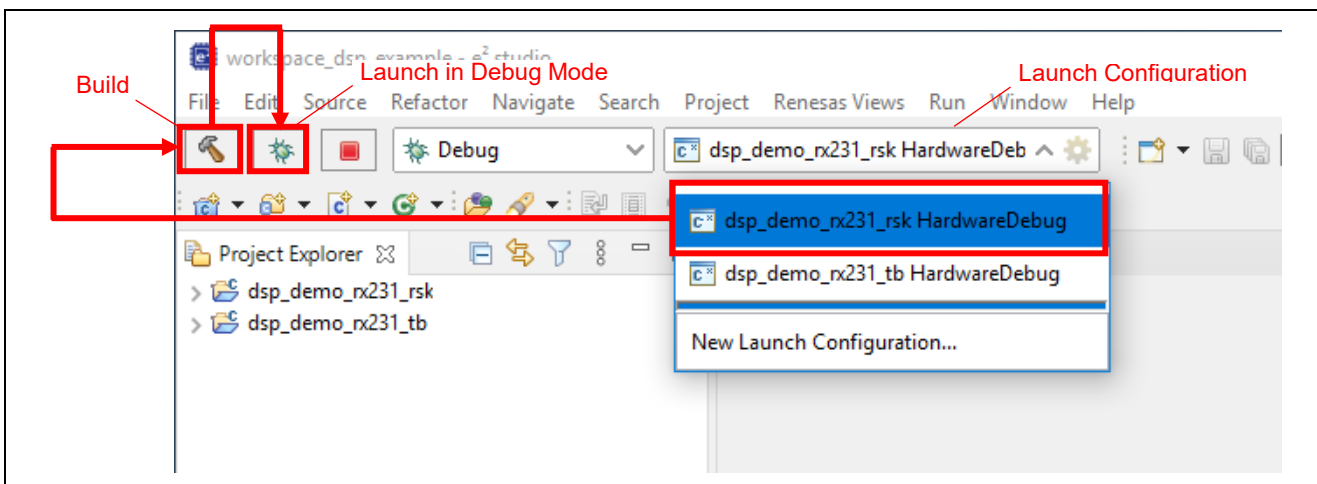 workspace_dsp_example - e² studio
Build
Launch in Debug Mode
Launch Configuration
File Edit Source Refactor Navigate Search Project Renesas Views Run Window Help
Debug
dsp_demo_rx231_rsk HardwareDeb
dsp_demo_rx231_rsk HardwareDebug
Project Explorer
dsp_demo_rx231_tb HardwareDebug
dsp_demo_rx231_rsk
dsp_demo_rx231_tb
New Launch Configuration...